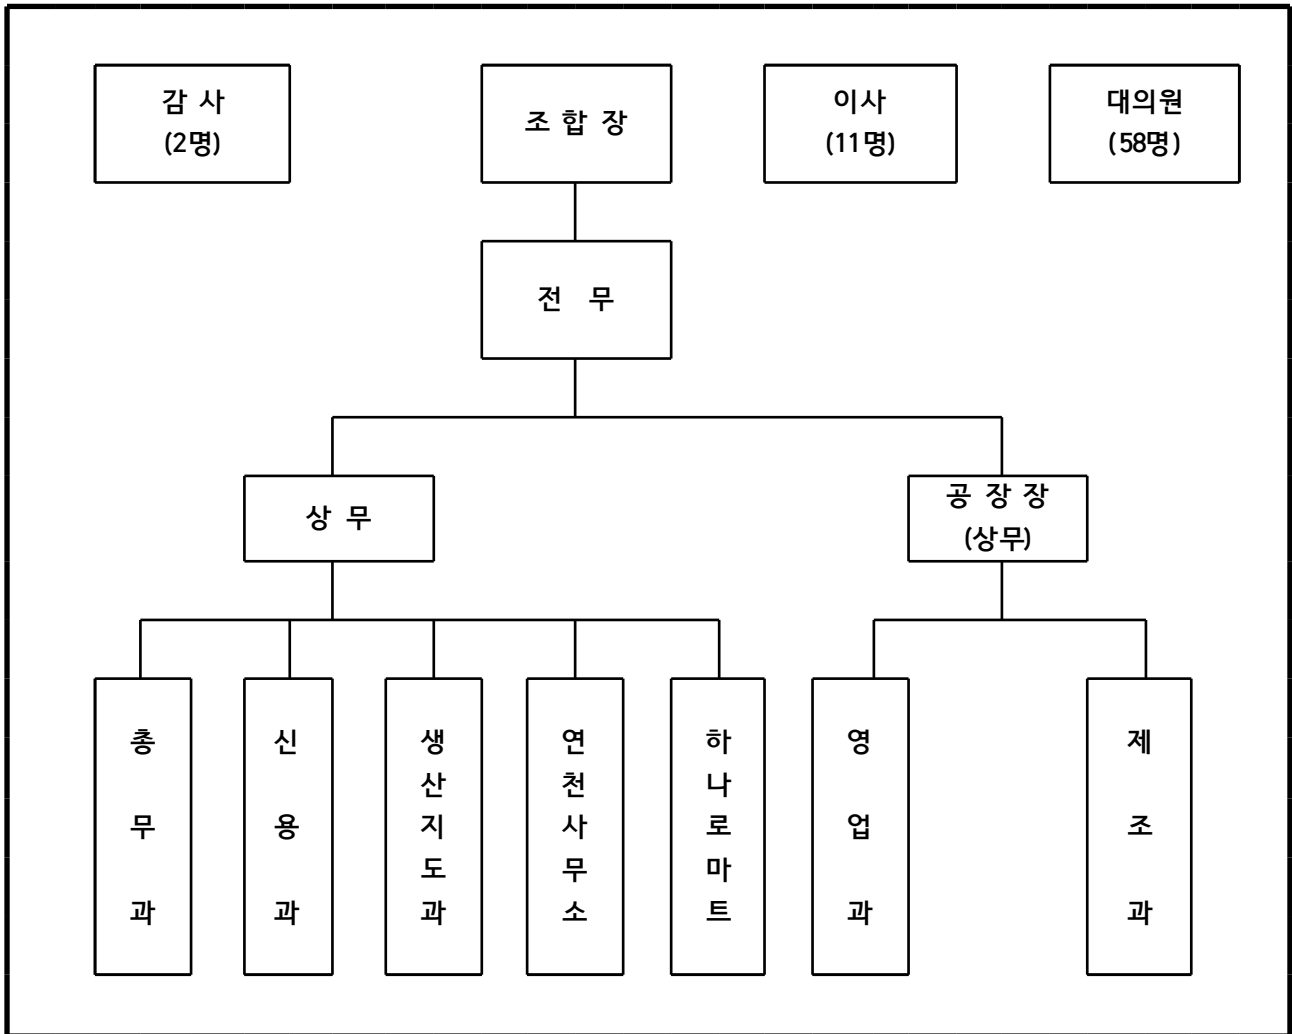 감 사
(2명)
조 합 장
이사
(11명)
대의원
(58명)
전 무
상 무
공 장 장
(상무)
총무과
신용과
생산지도과
연천사무소
하나로마트
영업과
제조과